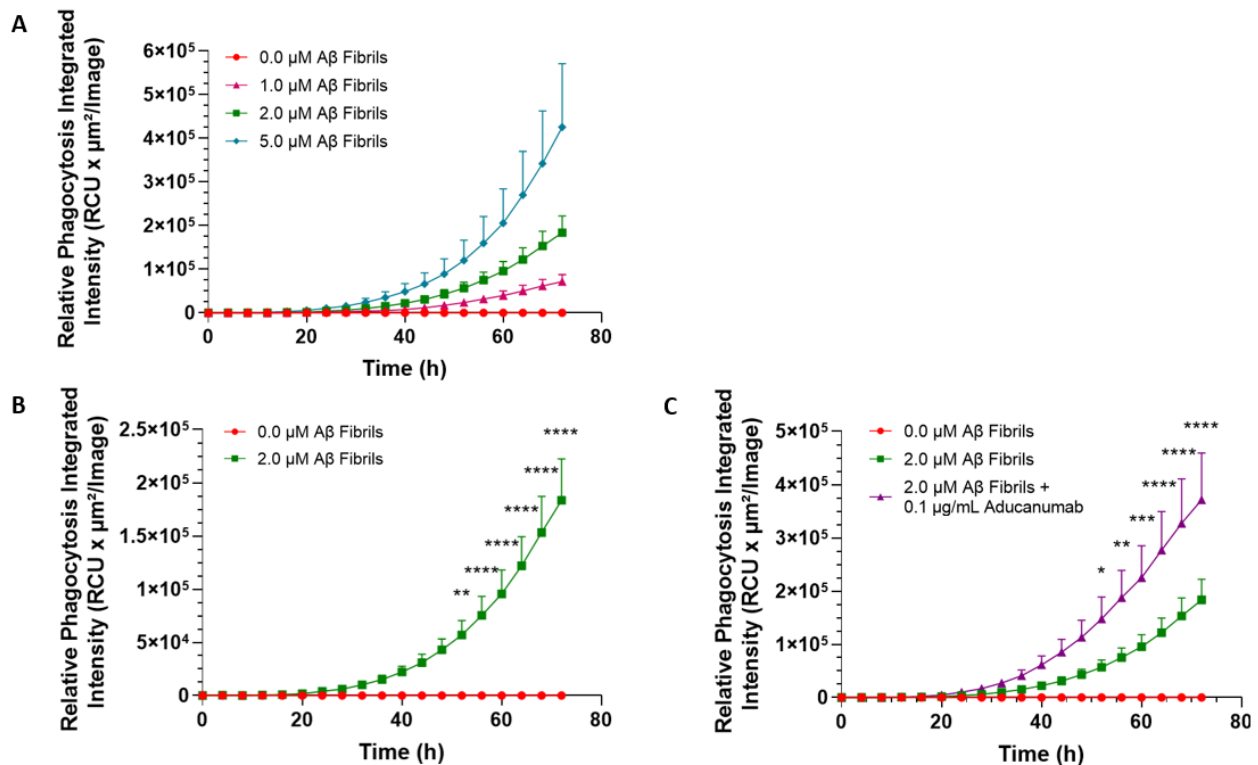 A
Relative Phagocytosis Integrated
Intensity (RCU x µm²/Image)
6×10⁵
5×10⁵
4×10⁵
3×10⁵
2×10⁵
1×10⁵
0
0.0 µM Aβ Fibrils
1.0 µM Aβ Fibrils
2.0 µM Aβ Fibrils
5.0 µM Aβ Fibrils
0 20 40 60 80
Time (h)
B
Relative Phagocytosis Integrated
Intensity (RCU x µm²/Image)
2.5×10⁵
2×10⁵
1.5×10⁵
1×10⁵
5×10⁴
0
0.0 µM Aβ Fibrils
2.0 µM Aβ Fibrils
**
****
****
****
****
****
0 20 40 60 80
Time (h)
C
Relative Phagocytosis Integrated
Intensity (RCU x µm²/Image)
5×10⁵
4×10⁵
3×10⁵
2×10⁵
1×10⁵
0
0.0 µM Aβ Fibrils
2.0 µM Aβ Fibrils
2.0 µM Aβ Fibrils +
0.1 µg/mL Aducanumab
*
**
***
****
****
****
0 20 40 60 80
Time (h)